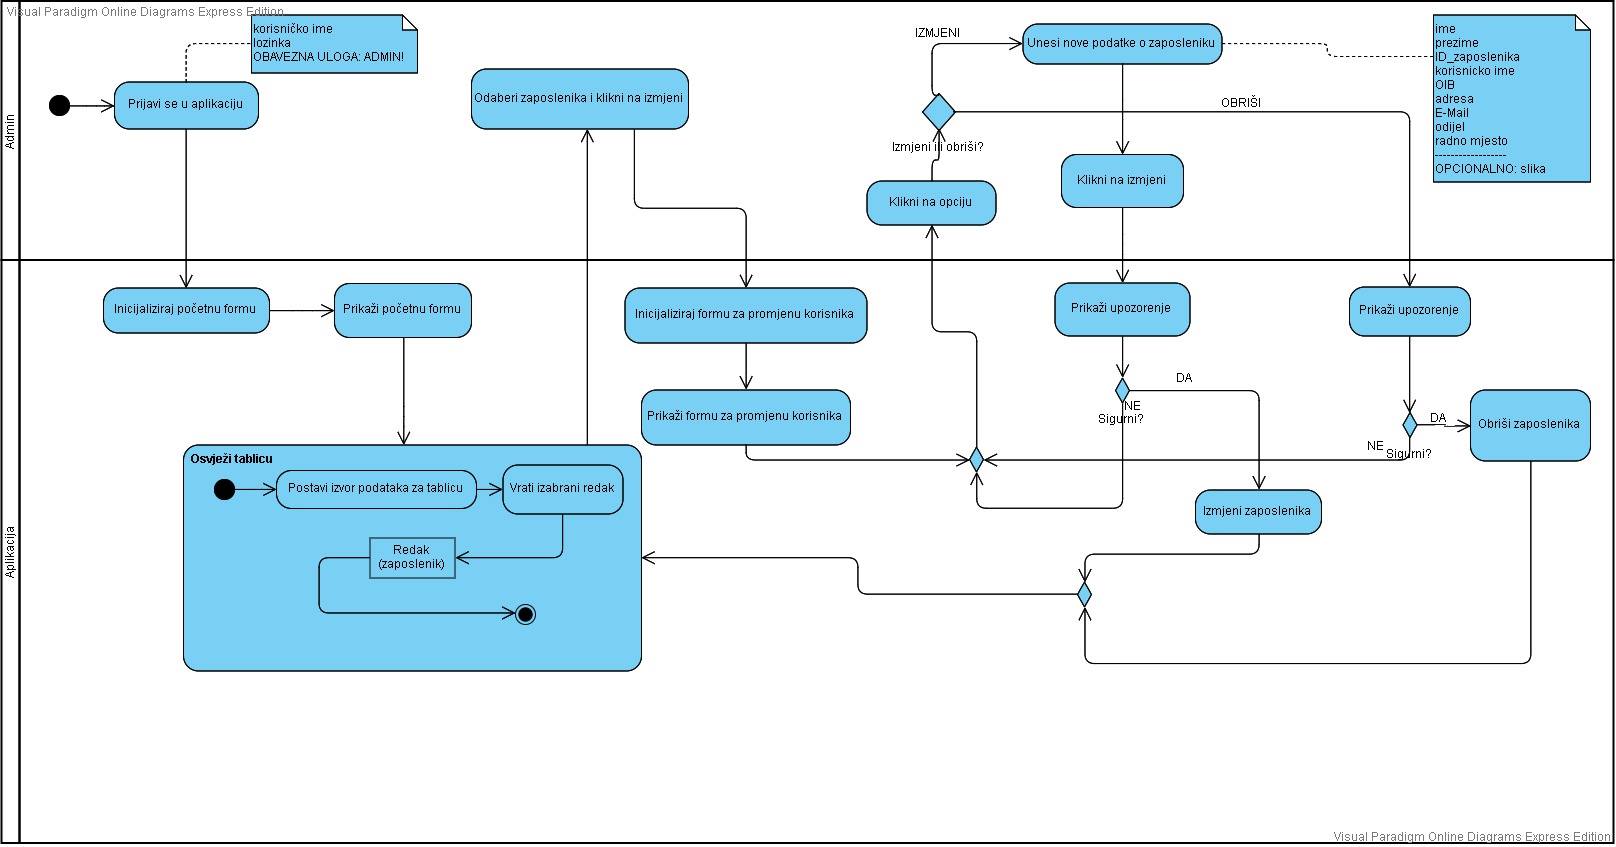 Visual Paradigm Online Diagrams Express Edition
korisničko ime
lozinka
OBAVEZNA ULOGA: ADMIN!
Prijavi se u aplikaciju
Odaberi zaposlenika i klikni na izmjeni
IZMJENI
Unesi nove podatke o zaposleniku
ime
prezime
ID_zaposlenika
korisnicko ime
OIB
adresa
E-Mail
odijel
radno mjesto
------------------
OPCIONALNO: slika
OBRIŠI
Izmjeni ili obriši?
Klikni na izmjeni
Klikni na opciju
Admin
Inicijaliziraj početnu formu
Prikaži početnu formu
Inicijaliziraj formu za promjenu korisnika
Prikaži upozorenje
Prikaži upozorenje
DA
NE
Sigurni?
Prikaži formu za promjenu korisnika
DA
NE
Sigurni?
Obriši zaposlenika
Osvježi tablicu
Postavi izvor podataka za tablicu
Vrati izabrani redak
Redak
(zaposlenik)
Izmjeni zaposlenika
Aplikacija
Visual Paradigm Online Diagrams Express Edition